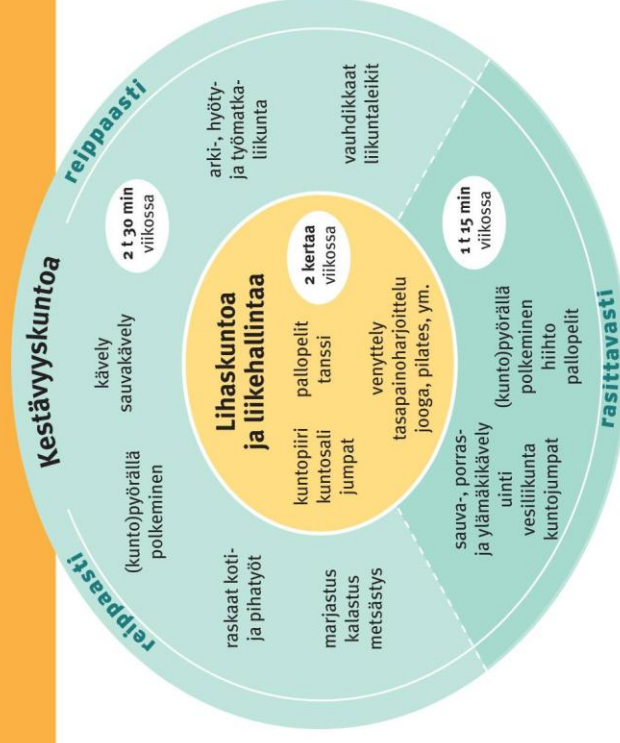 Kestävyyskuntoa
reippaasti
reippaasti
(kunto)pyörällä
polkeminen
kävely
sauvakävely
2 t 30 min
viikossa
arki-, hyöty-
ja työmatka-
liikunta
raskaat koti-
ja pihatyöt
vauhdikkaat
liikuntaleikit
marjastus
kalastus
metsästys
Lihaskuntoa
ja liikehallintaa
2 kertaa
viikossa
kuntopiiri
kuntosali
jumpat
pallopelit
tanssi
venyttely
tasapainoharjoittelu
jooga, pilates, ym.
sauva-, porras-
ja ylämäkikävely
uinti
vesiliikunta
kuntojumpat
(kunto)pyörällä
polkeminen
hiihto
pallopelit
1 t 15 min
viikossa
rasittavasti